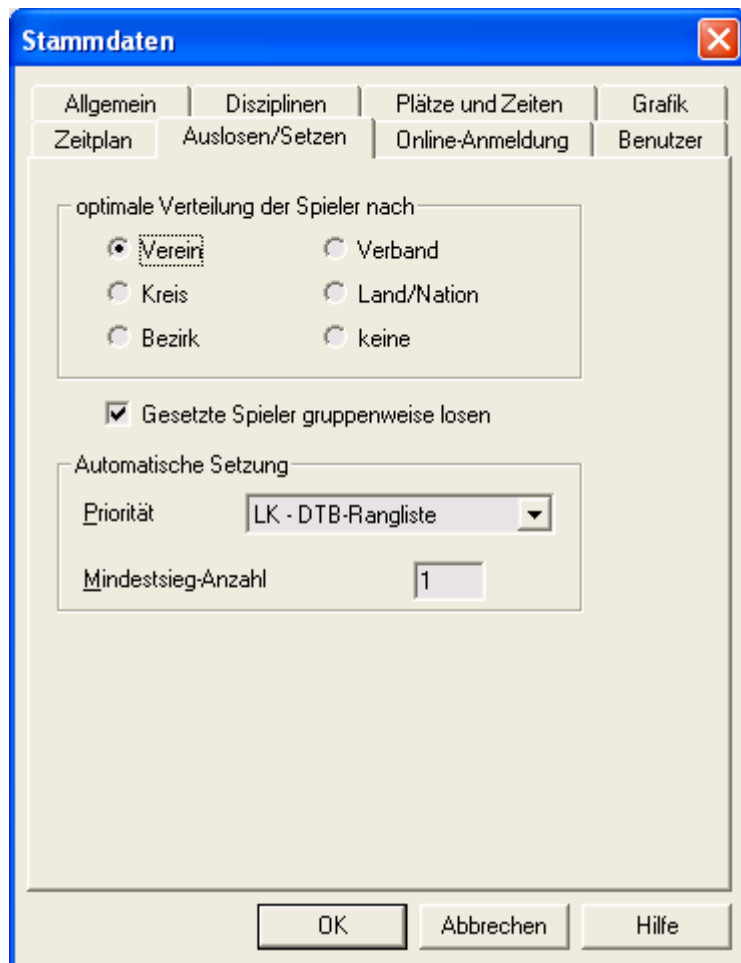 Stammdaten
Allgemein Disziplinen Plätze und Zeiten Grafik
Zeitplan Auslosen/Setzen Online-Anmeldung Benutzer
optimale Verteilung der Spieler nach
Verein Verband
Kreis Land/Nation
Bezirk keine
Gesetzte Spieler gruppenweise losen
Automatische Setzung
Priorität LK - DTB-Rangliste
Mindestsieg-Anzahl 1
OK Abbrechen Hilfe